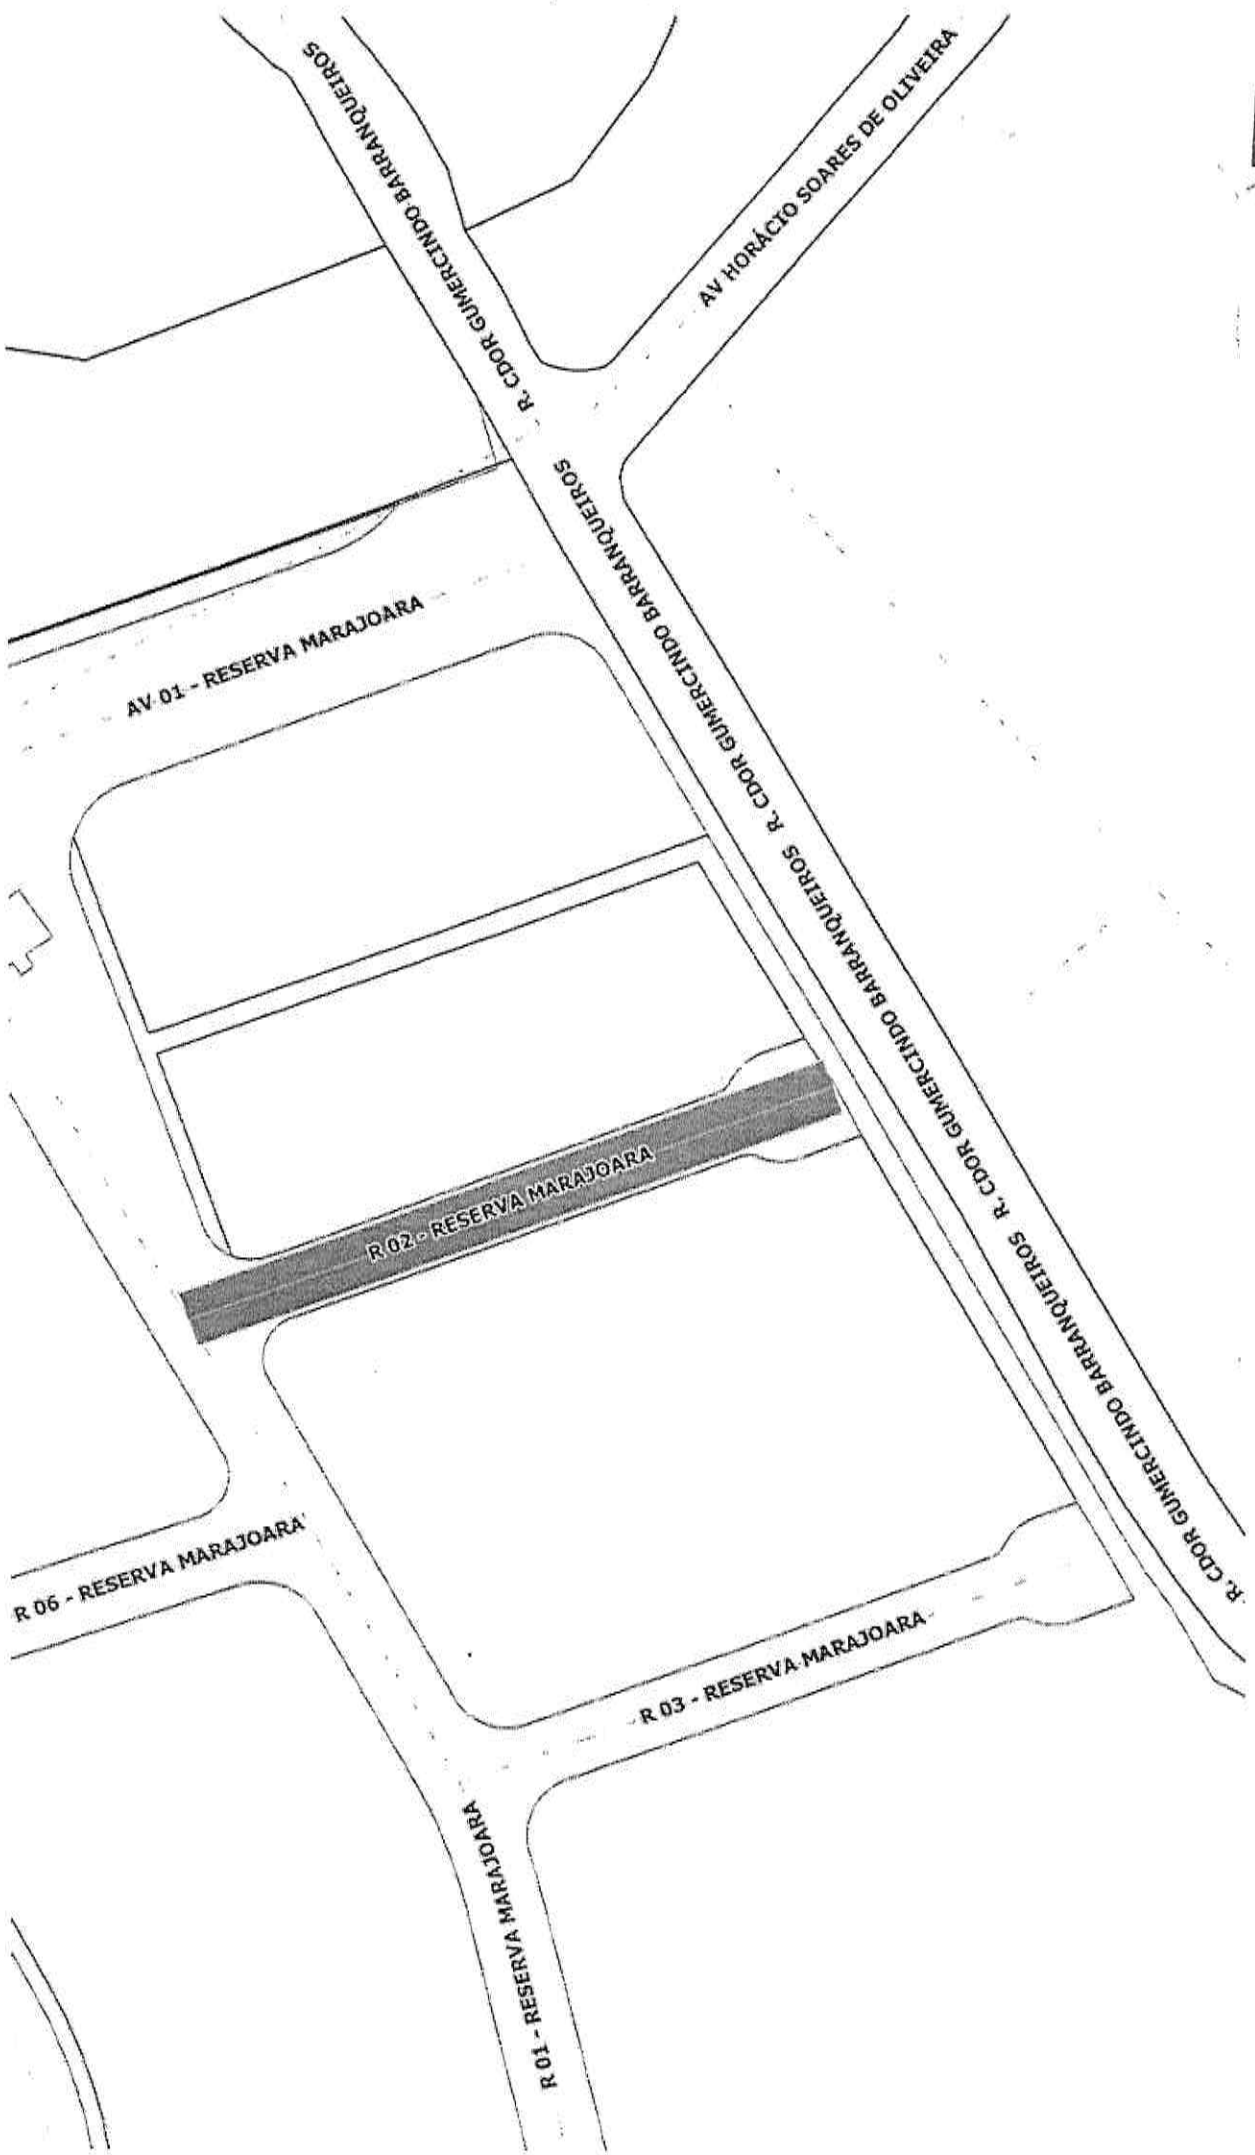 R. CDOR GUMERCINDO BARRANQUEIROS
AV HORÁCIO SOARES DE OLIVEIRA
R. CDOR GUMERCINDO BARRANQUEIROS
AV 01 - RESERVA MARAJOARA
R. CDOR GUMERCINDO BARRANQUEIROS
R 02 - RESERVA MARAJOARA
R. CDOR GUMERCINDO BARRANQUEIROS
R 06 - RESERVA MARAJOARA
R 03 - RESERVA MARAJOARA
R 01 - RESERVA MARAJOARA